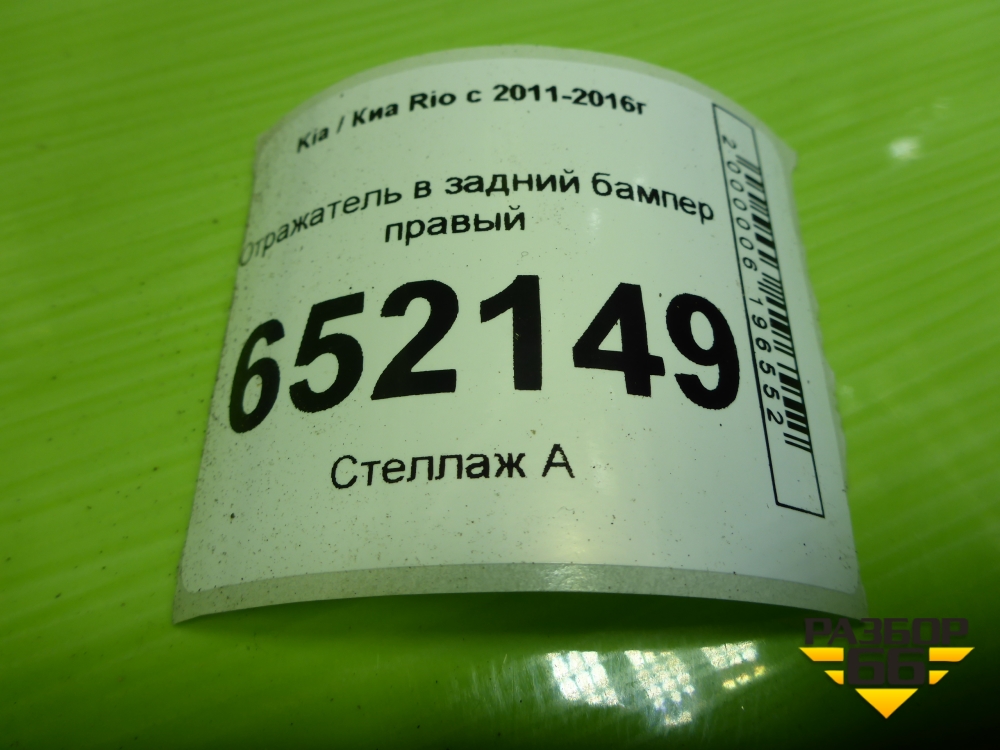 Kia / Киа Rio с 2011-2016г
Отражатель в задний бампер
правый
652149
Стеллаж А
2000006196552
РАЗБОР
66